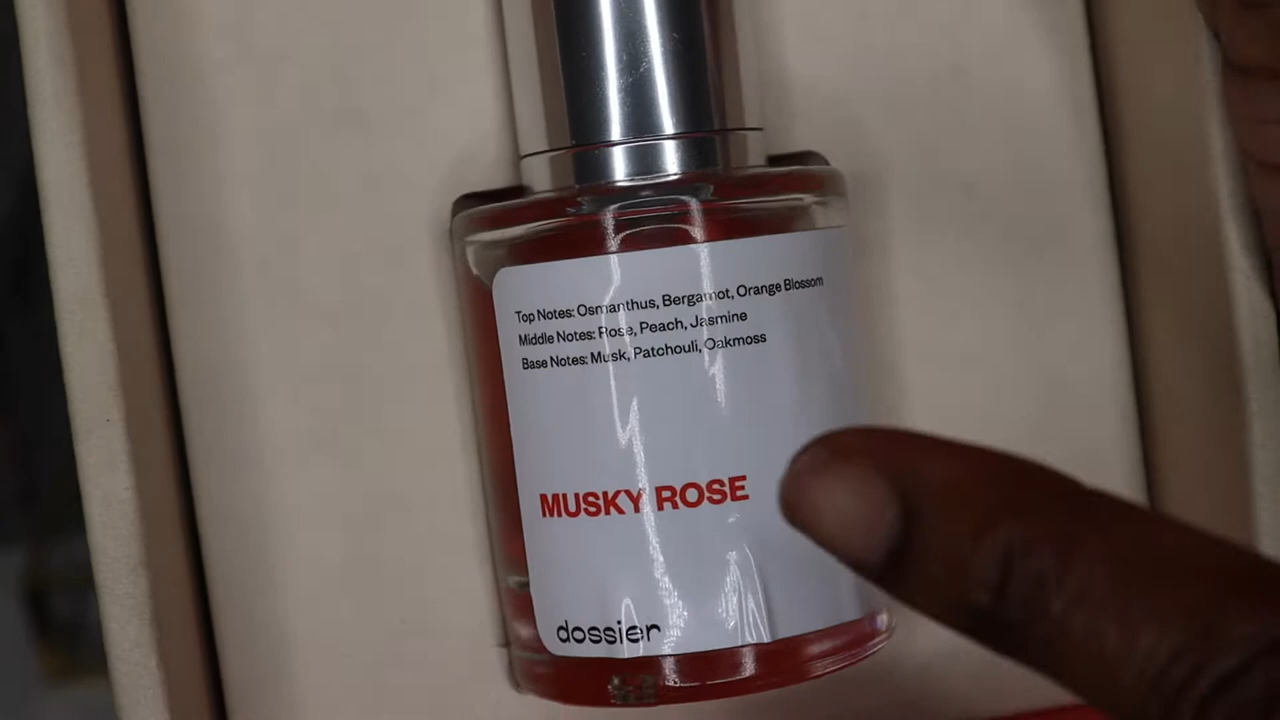 Top Notes: Osmanthus, Bergamot, Orange Blossom
Middle Notes: Rose, Peach, Jasmine
Base Notes: Musk, Patchouli, Oakmoss
MUSKY ROSE
dossier